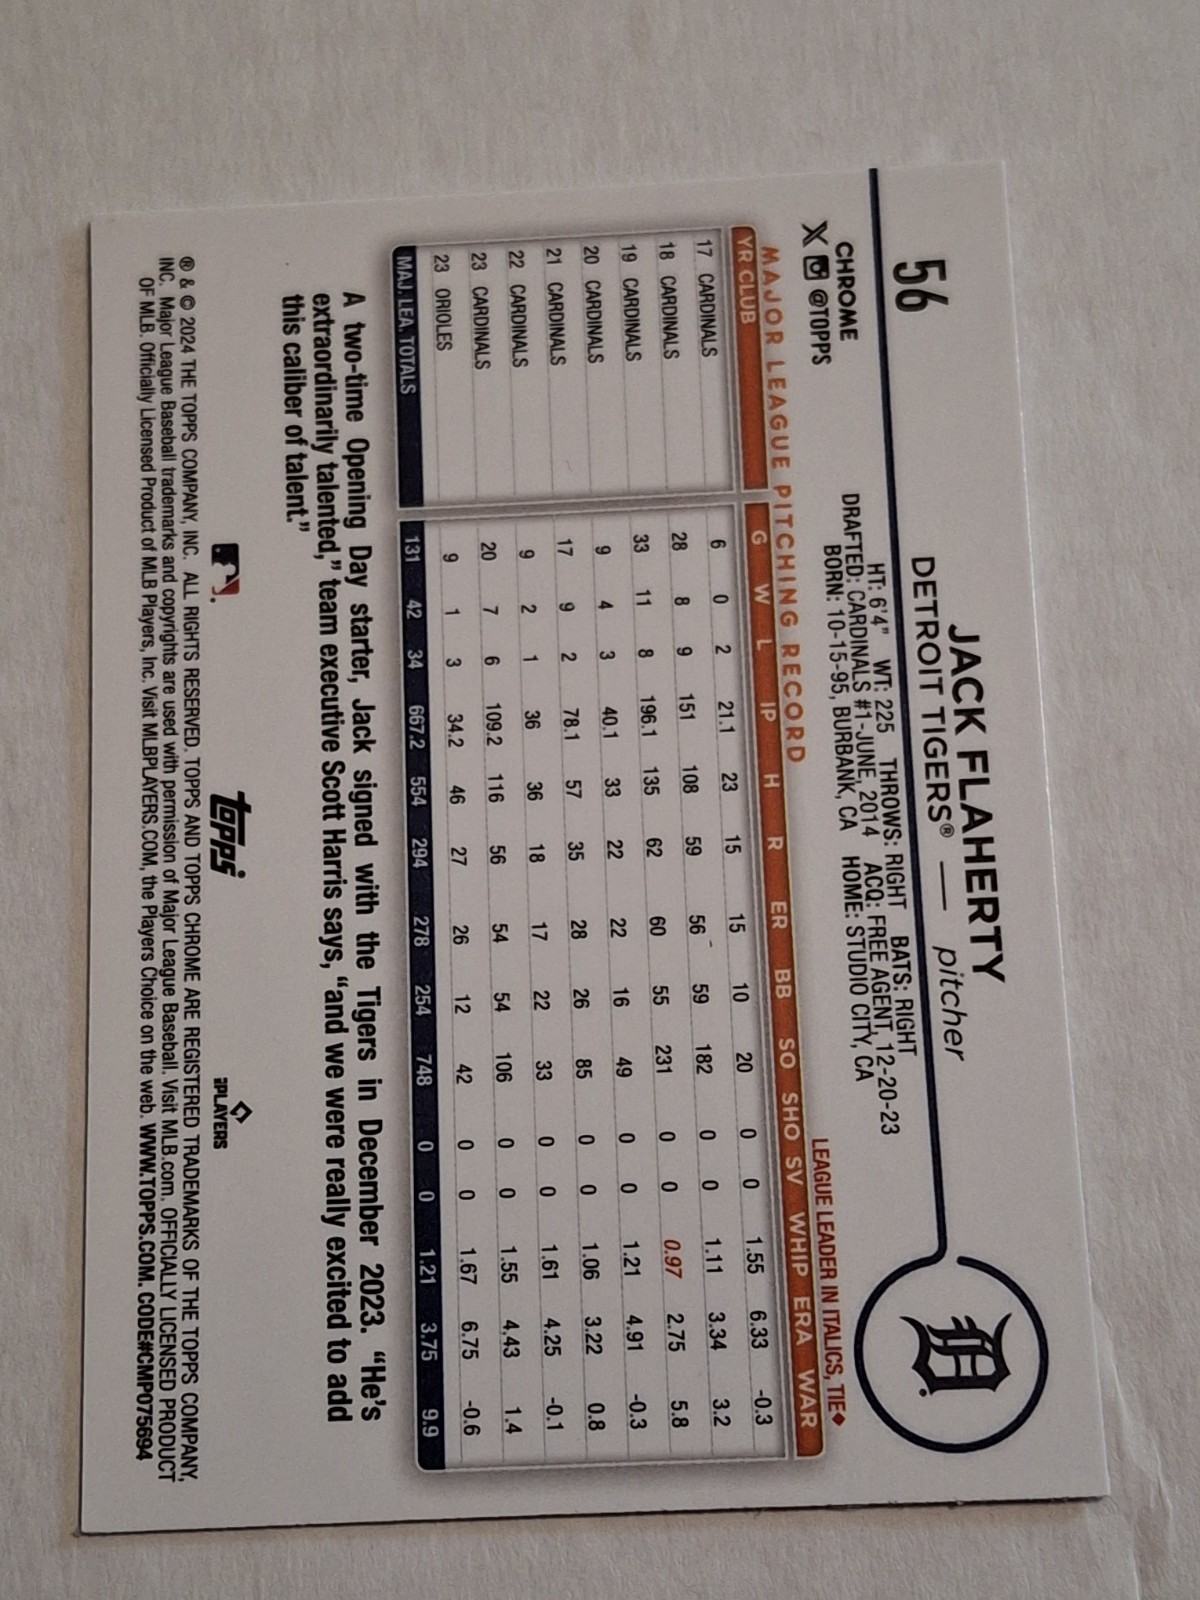 56
JACK FLAHERTY
DETROIT TIGERS® — pitcher
CHROME
@TOPPS
HT: 6'4" WT: 225 THROWS: RIGHT BATS: RIGHT
DRAFTED: CARDINALS #1-JUNE, 2014 ACQ: FREE AGENT, 12-20-23
BORN: 10-15-95, BURBANK, CA HOME: STUDIO CITY, CA
MAJOR LEAGUE PITCHING RECORD
LEAGUE LEADER IN ITALICS, TIE♦
YR CLUB G W L IP H R ER BB SO SHO SV WHIP ERA WAR
17 CARDINALS 6 0 2 21.1 23 15 15 10 20 0 0 1.55 6.33 -0.3
18 CARDINALS 28 8 9 151 108 59 56 59 182 0 0 1.11 3.34 3.2
19 CARDINALS 33 11 8 196.1 135 62 60 55 231 0 0 0.97 2.75 5.8
20 CARDINALS 9 4 3 40.1 33 22 22 16 49 0 0 1.21 4.91 -0.3
21 CARDINALS 17 9 2 78.1 57 35 28 26 85 0 0 1.06 3.22 0.8
22 CARDINALS 9 2 1 36 36 18 17 22 33 0 0 1.61 4.25 -0.1
23 CARDINALS 20 7 6 109.2 116 56 54 54 106 0 0 1.55 4.43 1.4
23 ORIOLES 9 1 3 34.2 46 27 26 12 42 0 0 1.67 6.75 -0.6
MAJ. LEA. TOTALS 131 42 34 667.2 554 294 278 254 748 0 0 1.21 3.75 9.9
A two-time Opening Day starter, Jack signed with the Tigers in December 2023. “He's
extraordinarily talented,” team executive Scott Harris says, “and we were really excited to add
this caliber of talent.”
topps
PLAYERS
® & © 2024 THE TOPPS COMPANY, INC. ALL RIGHTS RESERVED. TOPPS AND TOPPS CHROME ARE REGISTERED TRADEMARKS OF THE TOPPS COMPANY,
INC. Major League Baseball trademarks and copyrights are used with permission of Major League Baseball. Visit MLB.com. OFFICIALLY LICENSED PRODUCT
OF MLB. Officially Licensed Product of MLB Players, Inc. Visit MLBPLAYERS.COM, the Players Choice on the web. WWW.TOPPS.COM. CODE#CMP075694